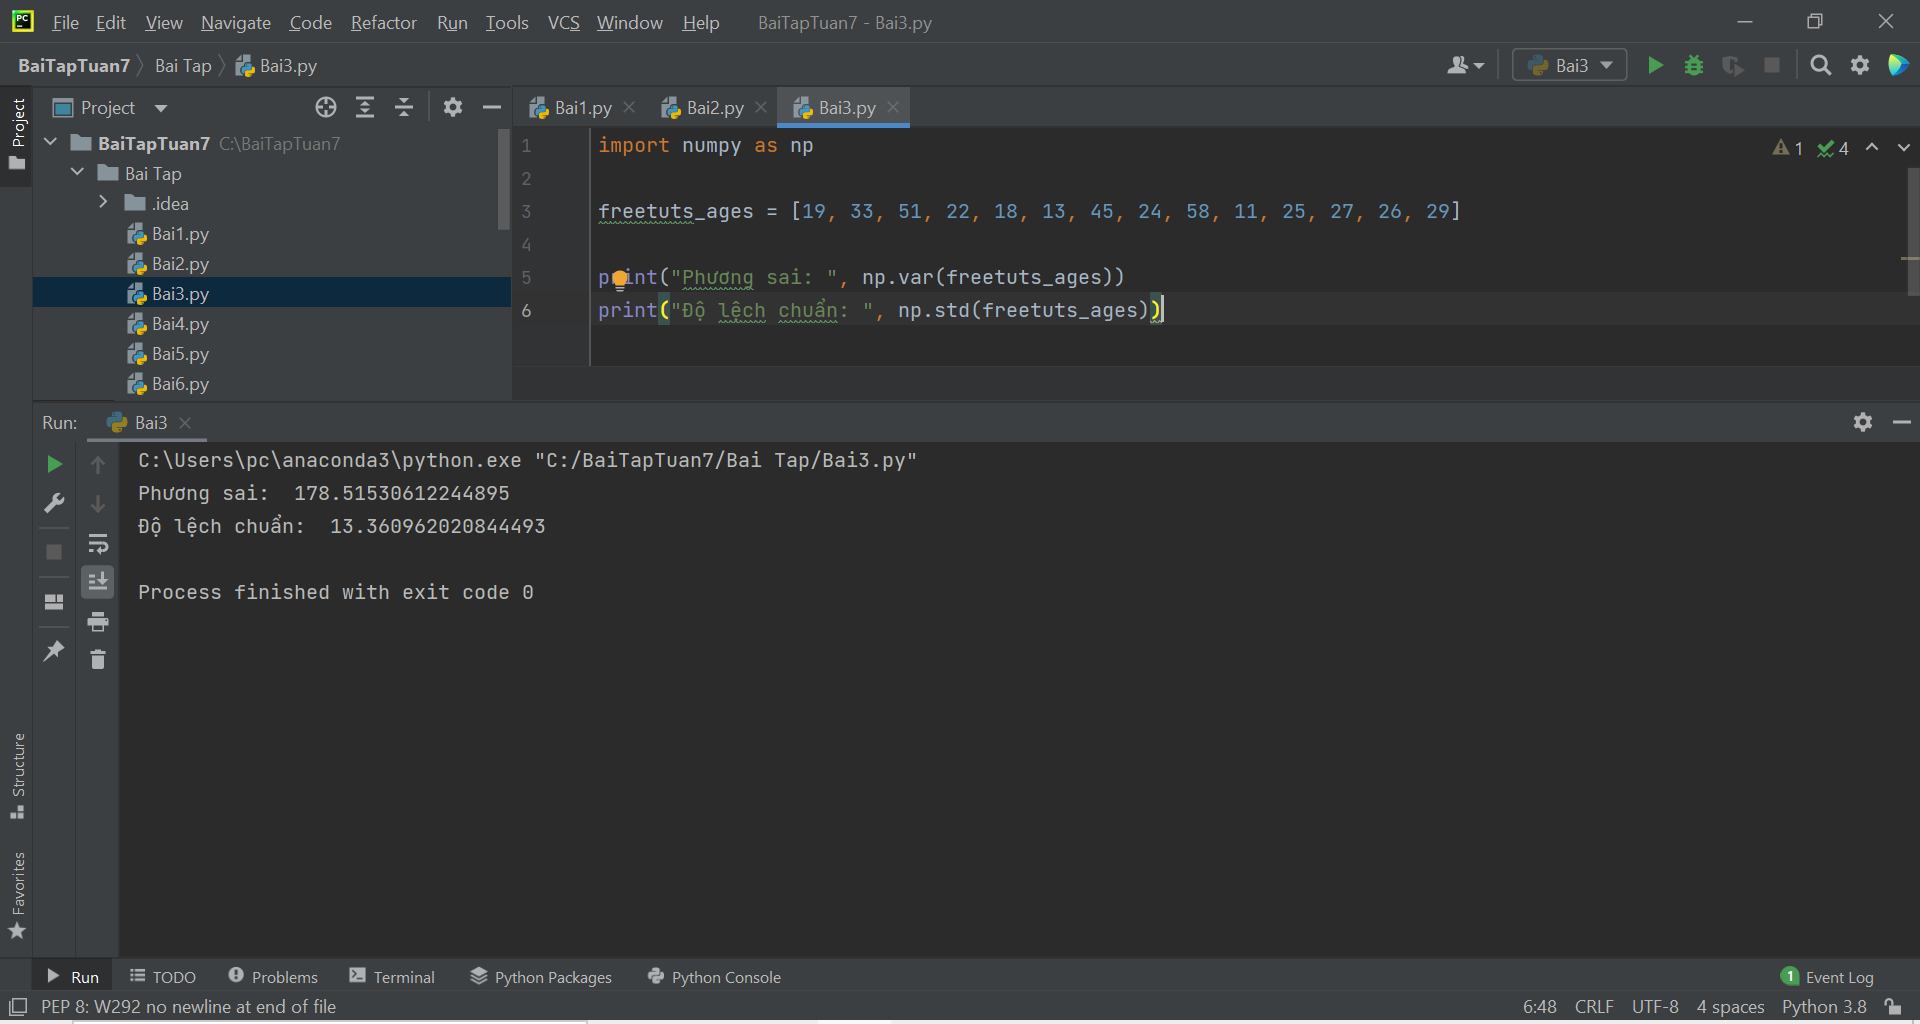 PC File Edit View Navigate Code Refactor Run Tools VCS Window Help BaiTapTuan7 - Bai3.py
BaiTapTuan7 Bai Tap Bai3.py Bai3
Project
Project
BaiTapTuan7 C:\BaiTapTuan7
Bai Tap
.idea
Bai1.py
Bai2.py
Bai3.py
Bai4.py
Bai5.py
Bai6.py
Bai1.py Bai2.py Bai3.py
1 import numpy as np
1 4
2
3 freetuts_ages = [19, 33, 51, 22, 18, 13, 45, 24, 58, 11, 25, 27, 26, 29]
4
5 print("Phương sai: ", np.var(freetuts_ages))
6 print("Độ lệch chuẩn: ", np.std(freetuts_ages))
Run: Bai3
C:\Users\pc\anaconda3\python.exe "C:/BaiTapTuan7/Bai Tap/Bai3.py"
Phương sai:  178.51530612244895
Độ lệch chuẩn:  13.360962020844493
Process finished with exit code 0
Structure
Favorites
Run TODO Problems Terminal Python Packages Python Console 1 Event Log
PEP 8: W292 no newline at end of file 6:48 CRLF UTF-8 4 spaces Python 3.8